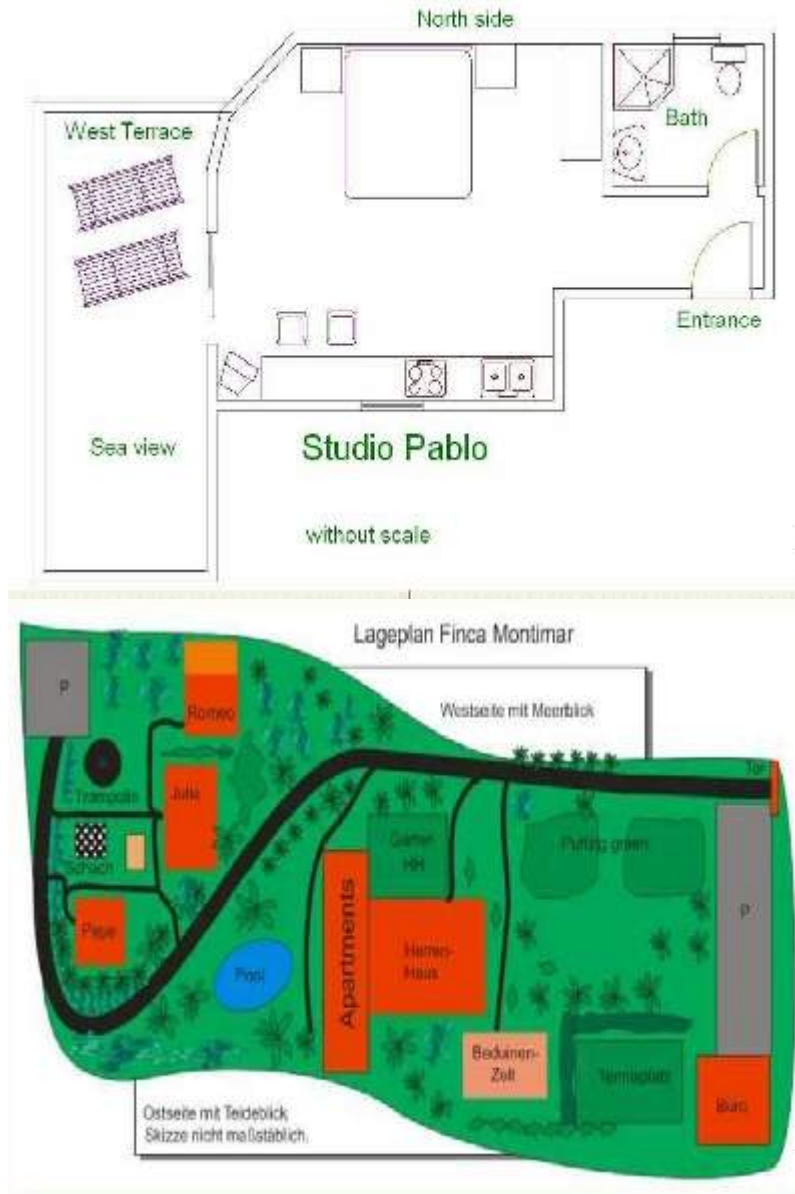 North side
West Terrace
Bath
Entrance
Sea view
Studio Pablo
without scale
Lageplan Finca Montimar
Westseite mit Meerblick
P
Romeo
Tor
Trampolin
Julia
Schach
Garten
HH
Putting green
Pepe
Apartments
Herren-
Haus
P
Pool
Beduinen-
Zelt
Tennisplatz
Büro
Ostseite mit Teideblick
Skizze nicht maßstäblich.